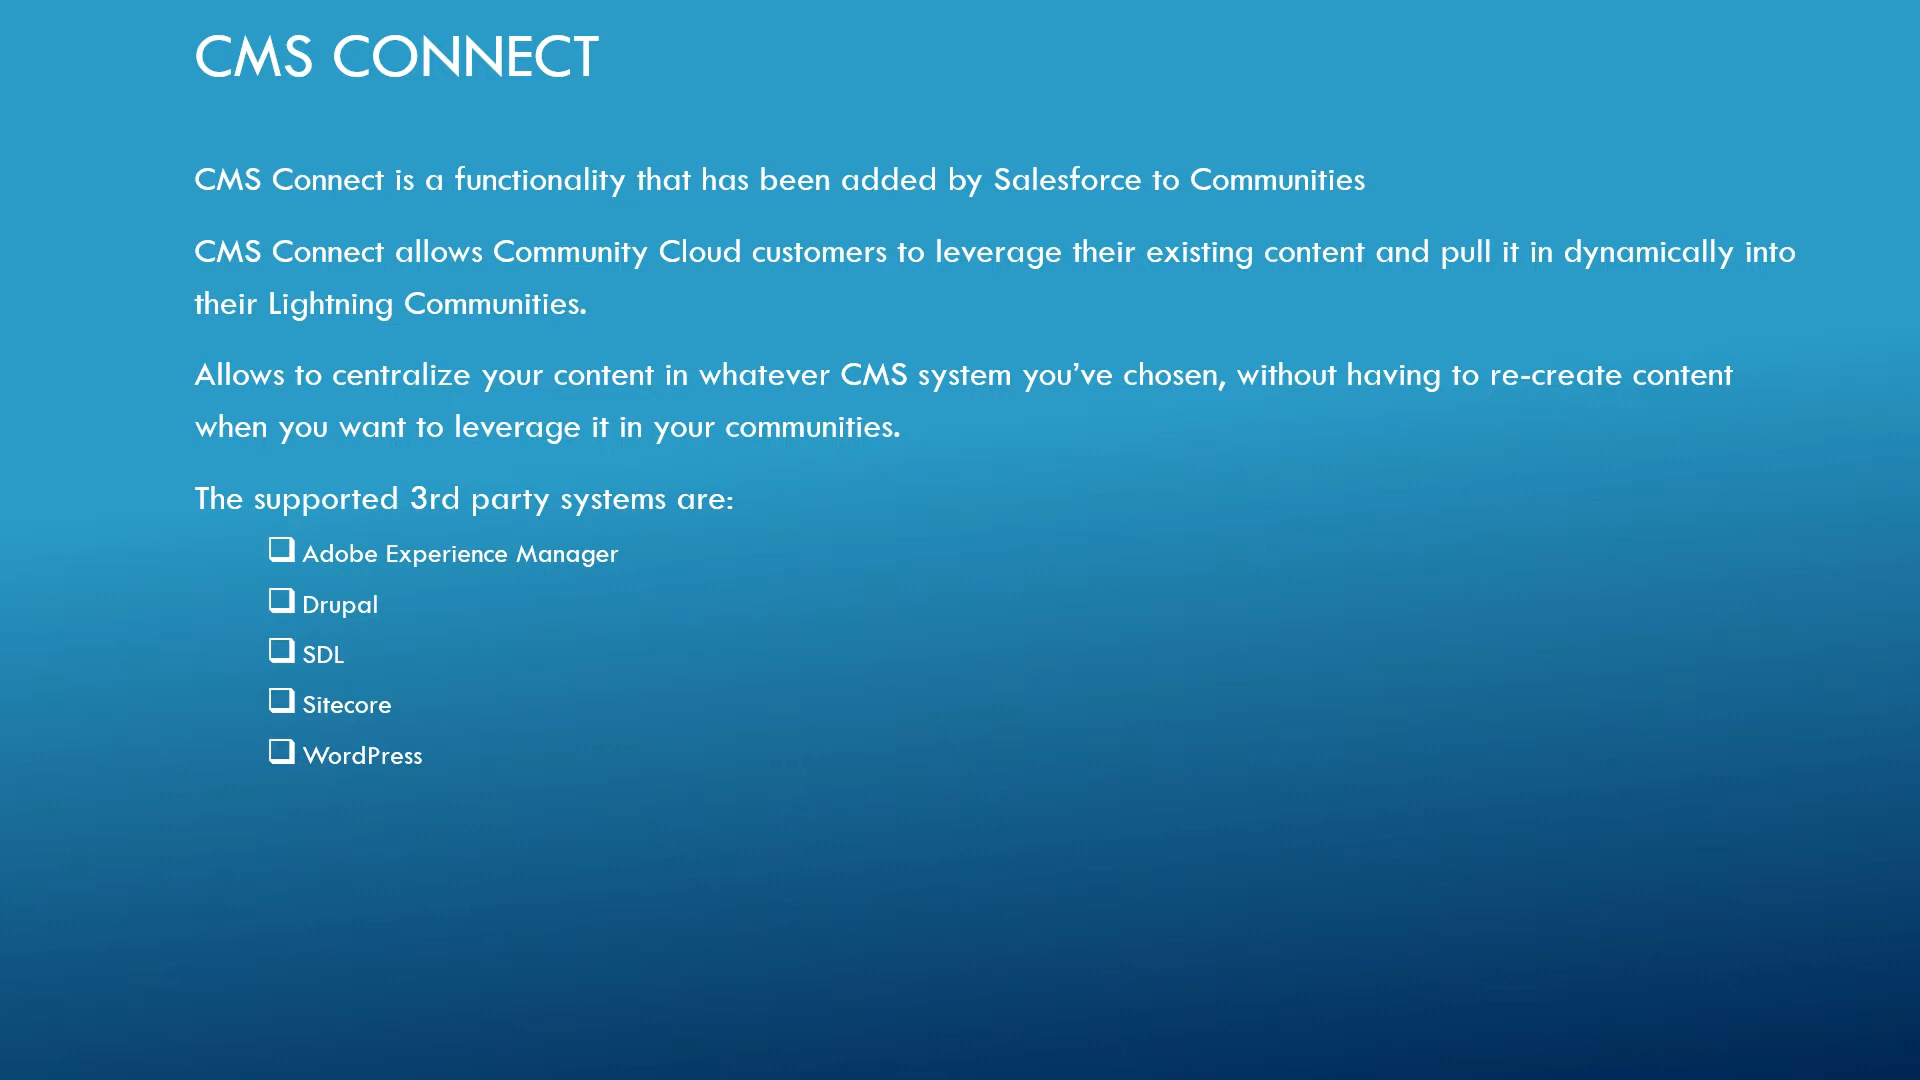 CMS CONNECT
CMS Connect is a functionality that has been added by Salesforce to Communities
CMS Connect allows Community Cloud customers to leverage their existing content and pull it in dynamically into
their Lightning Communities.
Allows to centralize your content in whatever CMS system you’ve chosen, without having to re-create content
when you want to leverage it in your communities.
The supported 3rd party systems are:
❑ Adobe Experience Manager
❑ Drupal
❑ SDL
❑ Sitecore
❑ WordPress